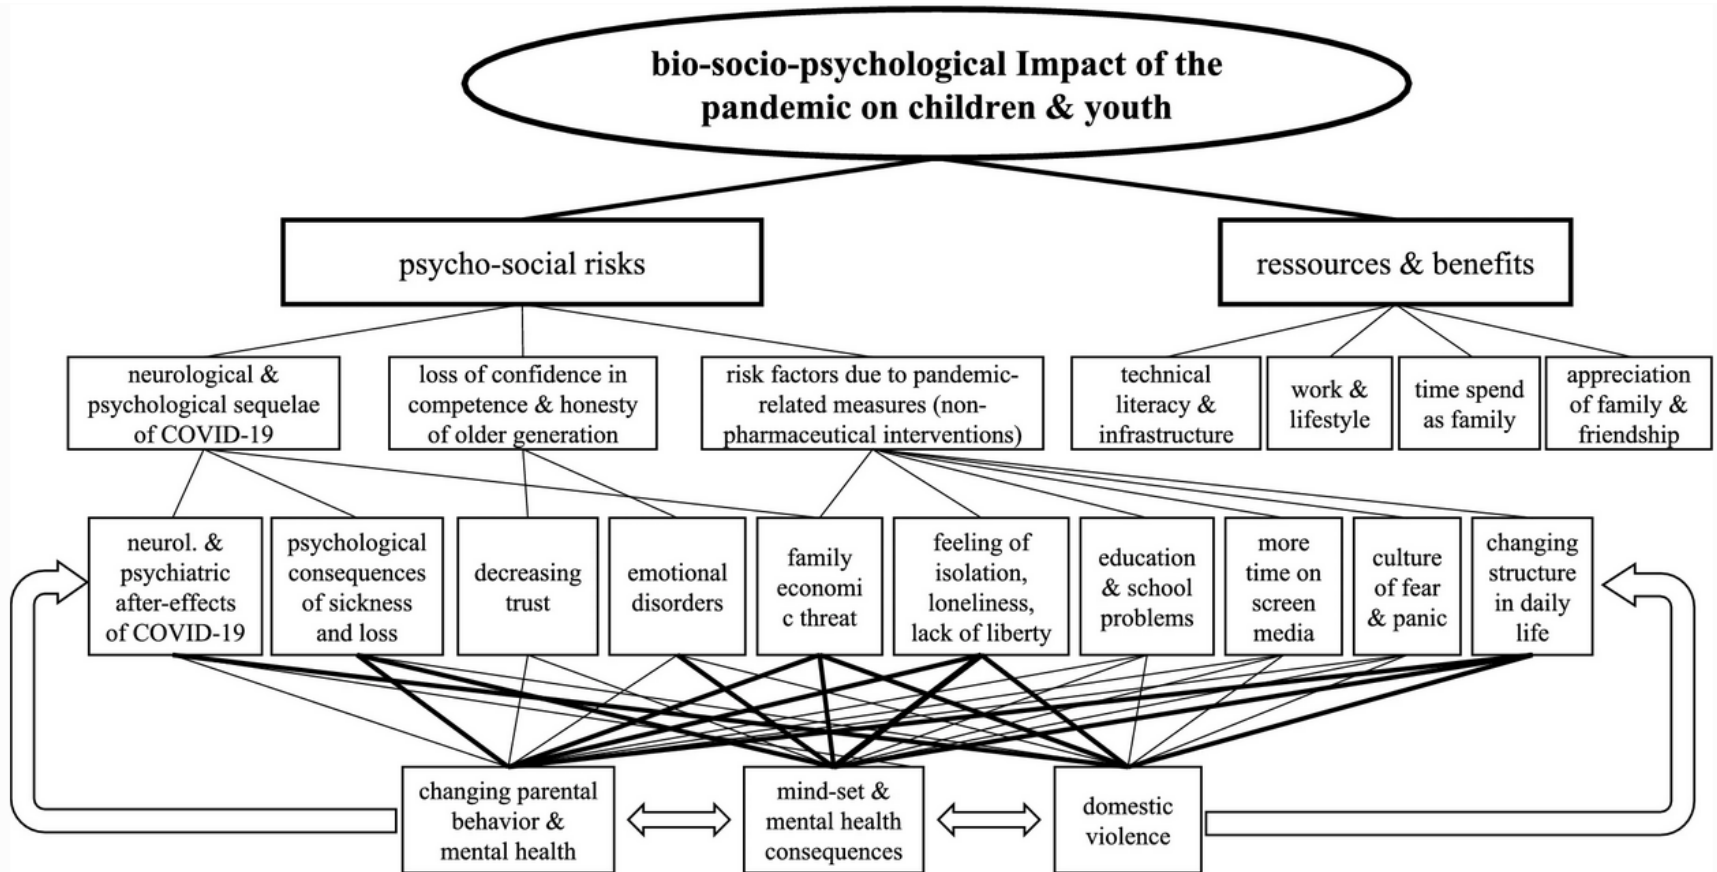 bio-socio-psychological Impact of the
pandemic on children & youth
psycho-social risks
ressources & benefits
neurological &
psychological sequelae
of COVID-19
loss of confidence in
competence & honesty
of older generation
risk factors due to pandemic-
related measures (non-
pharmaceutical interventions)
technical
literacy &
infrastructure
work &
lifestyle
time spend
as family
appreciation
of family &
friendship
neurol. &
psychiatric
after-effects
of COVID-19
psychological
consequences
of sickness
and loss
decreasing
trust
emotional
disorders
family
economi
c threat
feeling of
isolation,
loneliness,
lack of liberty
education
& school
problems
more
time on
screen
media
culture
of fear
& panic
changing
structure
in daily
life
changing parental
behavior &
mental health
mind-set &
mental health
consequences
domestic
violence